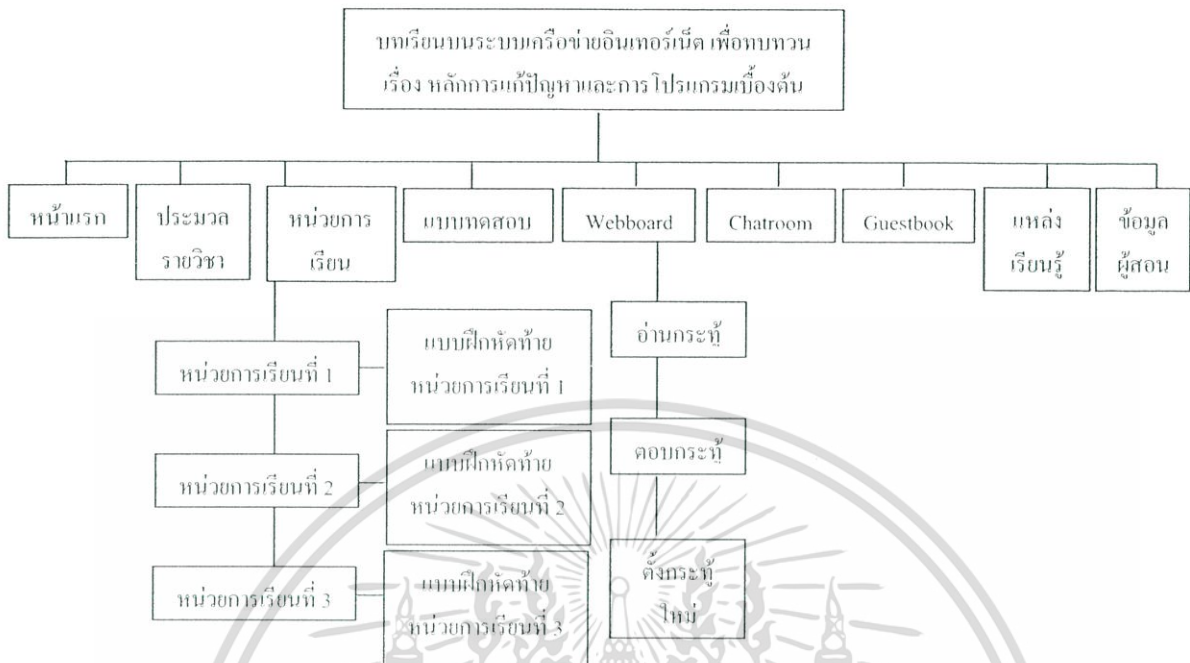 บทเรียนบนระบบเครือข่ายอินเทอร์เน็ต เพื่อทบทวน
เรื่อง หลักการแก้ปัญหาและการโปรแกรมเบื้องต้น
หน้าแรก
ประมวล
รายวิชา
หน่วยการ
เรียน
แบบทดสอบ
Webboard
Chatroom
Guestbook
แหล่ง
เรียนรู้
ข้อมูล
ผู้สอน
หน่วยการเรียนที่ 1
แบบฝึกหัดท้าย
หน่วยการเรียนที่ 1
อ่านกระทู้
หน่วยการเรียนที่ 2
แบบฝึกหัดท้าย
หน่วยการเรียนที่ 2
ตอบกระทู้
หน่วยการเรียนที่ 3
แบบฝึกหัดท้าย
หน่วยการเรียนที่ 3
ตั้งกระทู้
ใหม่